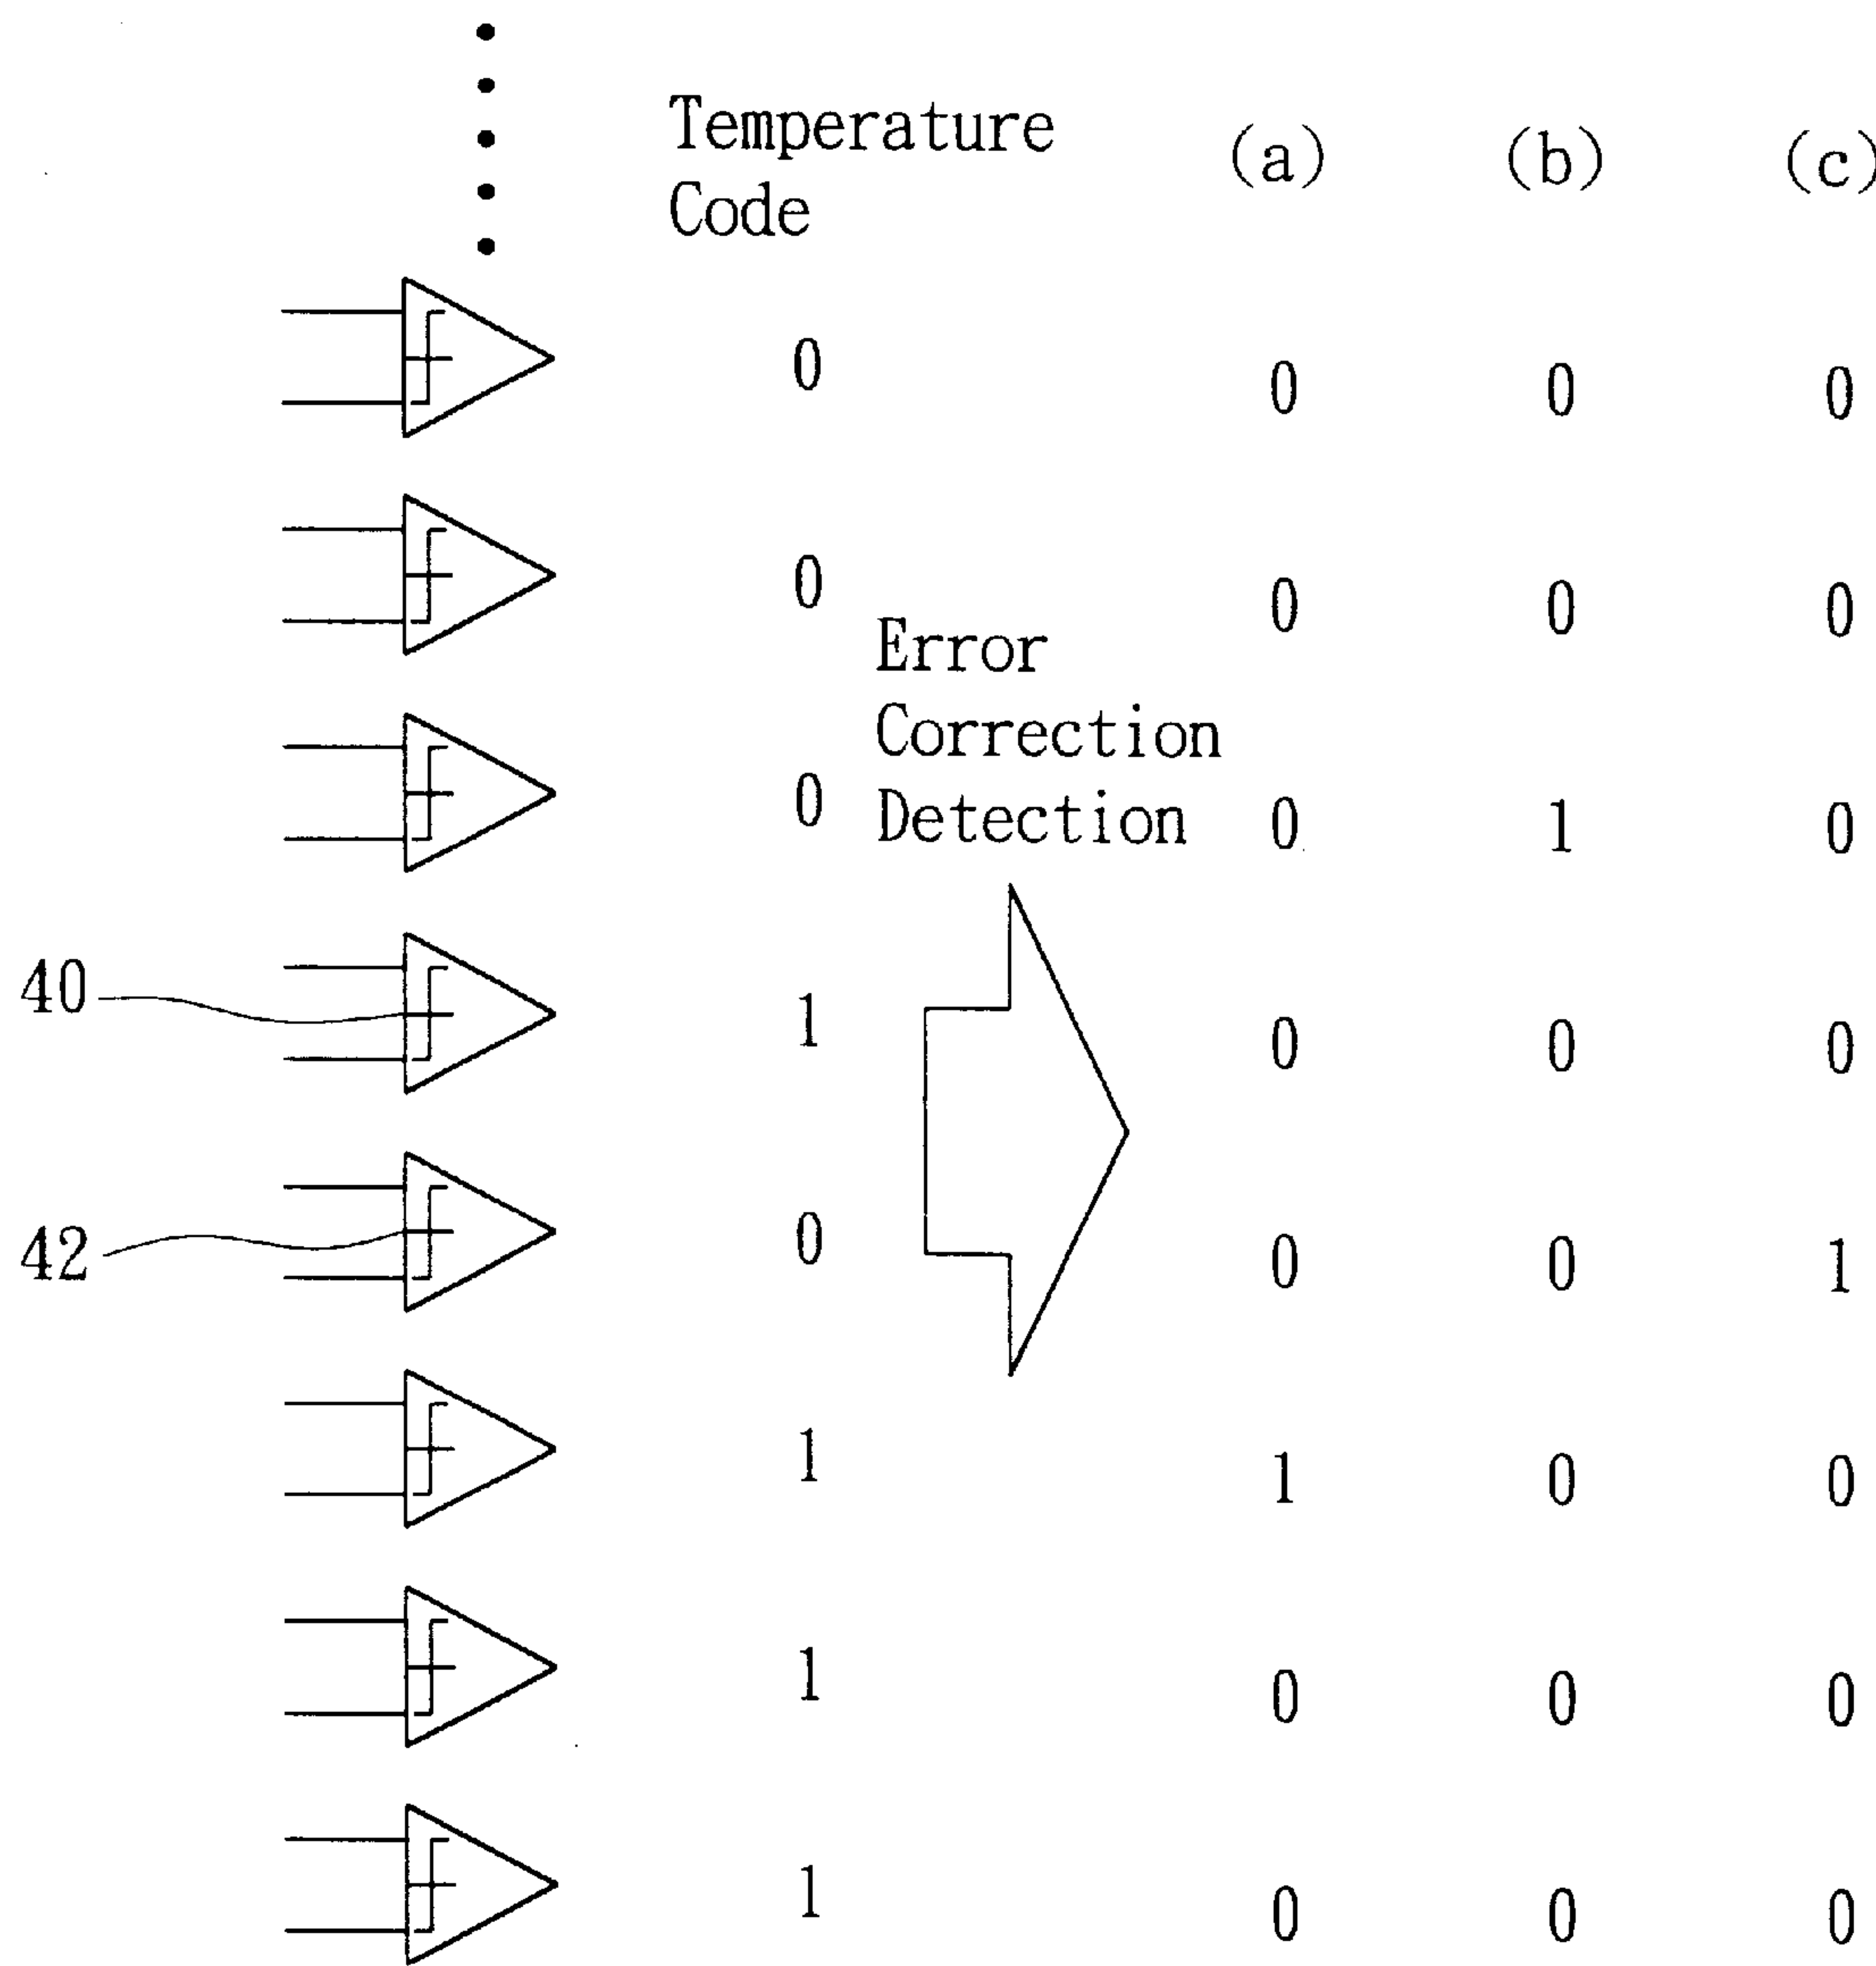 Temperature
Code
(a) (b) (c)
0 0 0 0
0 0 0 0
Error
Correction
Detection
0 0 1 0
40 1 0 0 0
42 0 0 0 1
1 1 0 0
1 0 0 0
1 0 0 0